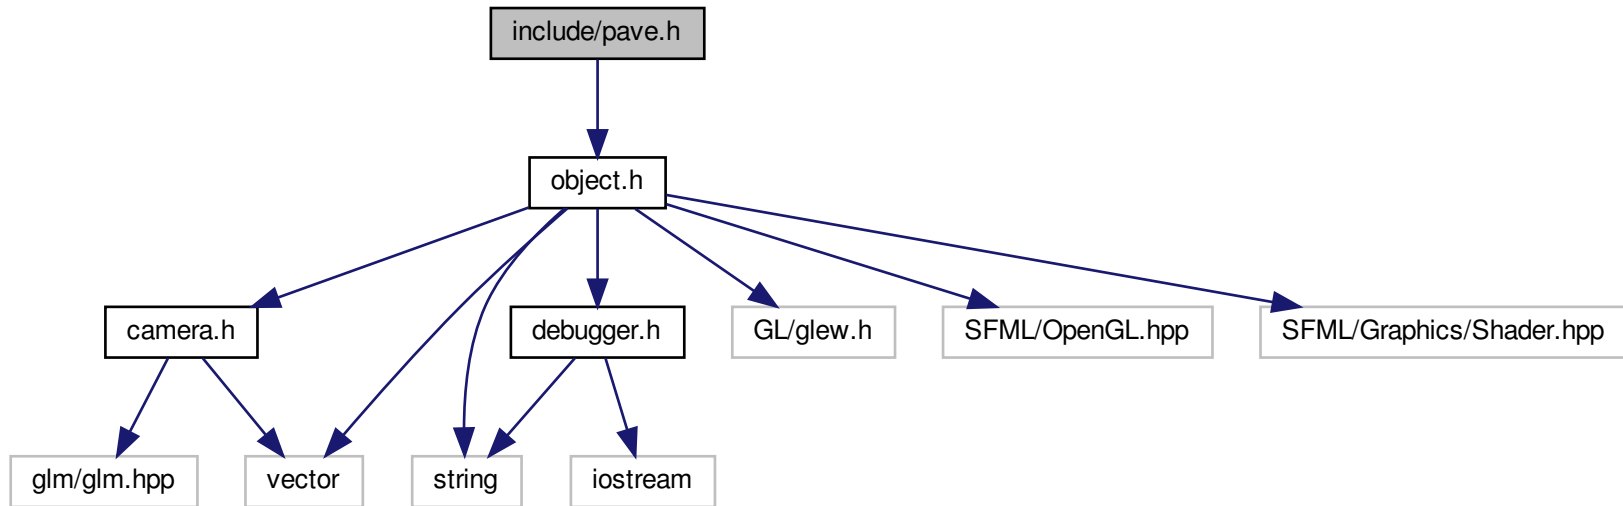 include/pave.h
object.h
camera.h
debugger.h
GL/glew.h
SFML/OpenGL.hpp
SFML/Graphics/Shader.hpp
glm/glm.hpp
vector
string
iostream